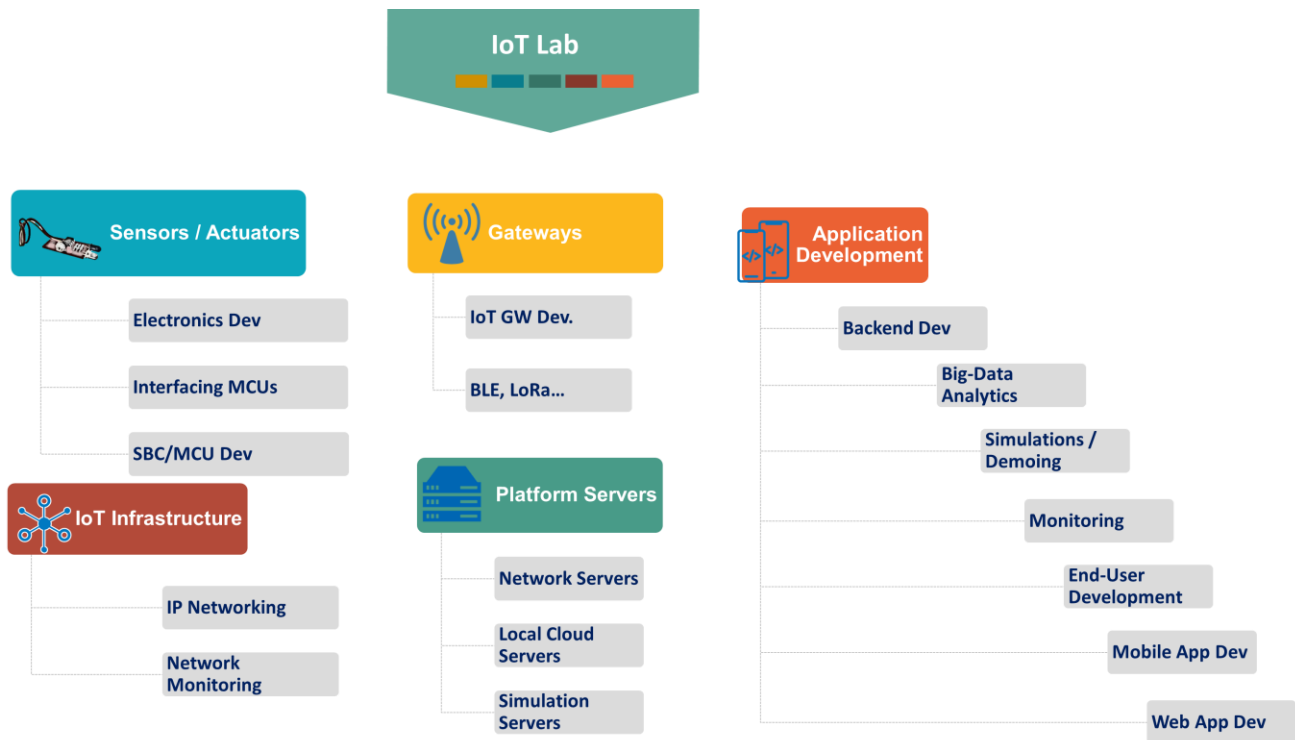 IoT Lab
Sensors / Actuators
Electronics Dev
Interfacing MCUs
SBC/MCU Dev
IoT Infrastructure
IP Networking
Network
Monitoring
Gateways
IoT GW Dev.
BLE, LoRa...
Platform Servers
Network Servers
Local Cloud
Servers
Simulation
Servers
Application
Development
</>
</>
Backend Dev
Big-Data
Analytics
Simulations /
Demoing
Monitoring
End-User
Development
Mobile App Dev
Web App Dev